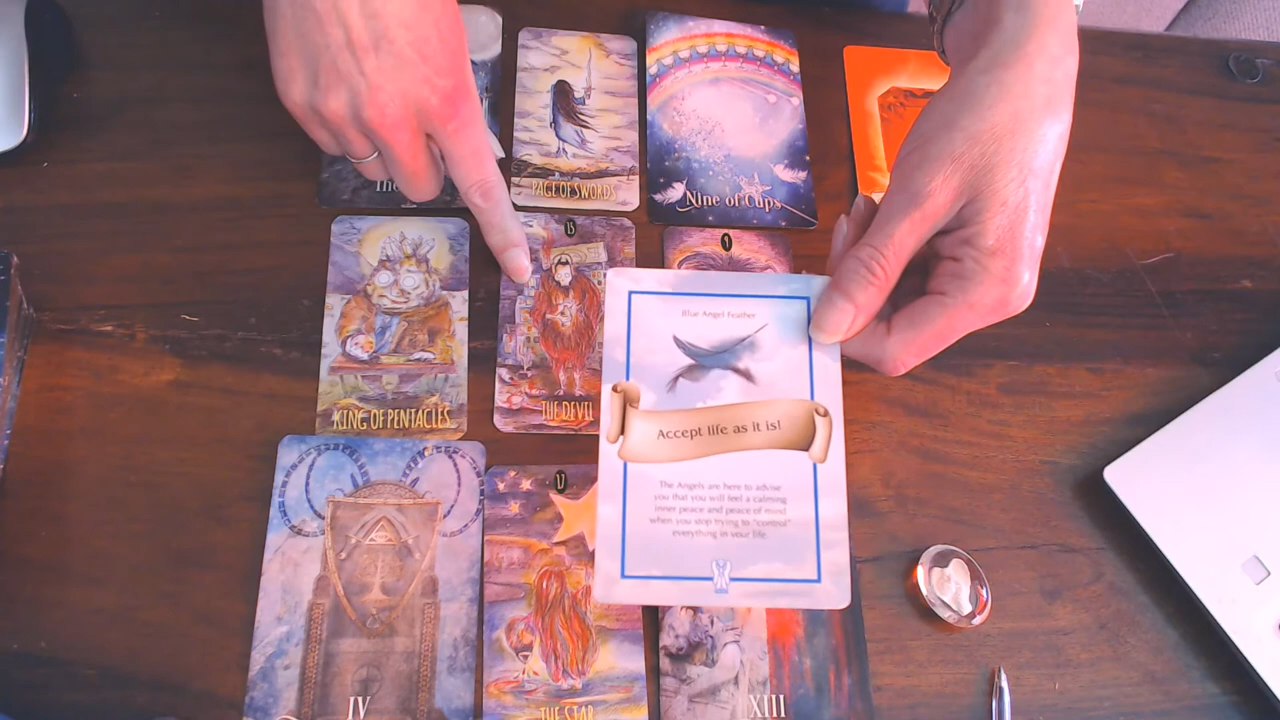 The
PAGE OF SWORDS
Nine of Cups
KING OF PENTACLES
15
THE DEVIL
9
Blue Angel Feather
Accept life as it is!
The Angels are here to advise
you that you will feel a calming
inner peace and peace of mind
when you stop trying to "control"
everything in your life.
IV
17
THE STAR
XIII